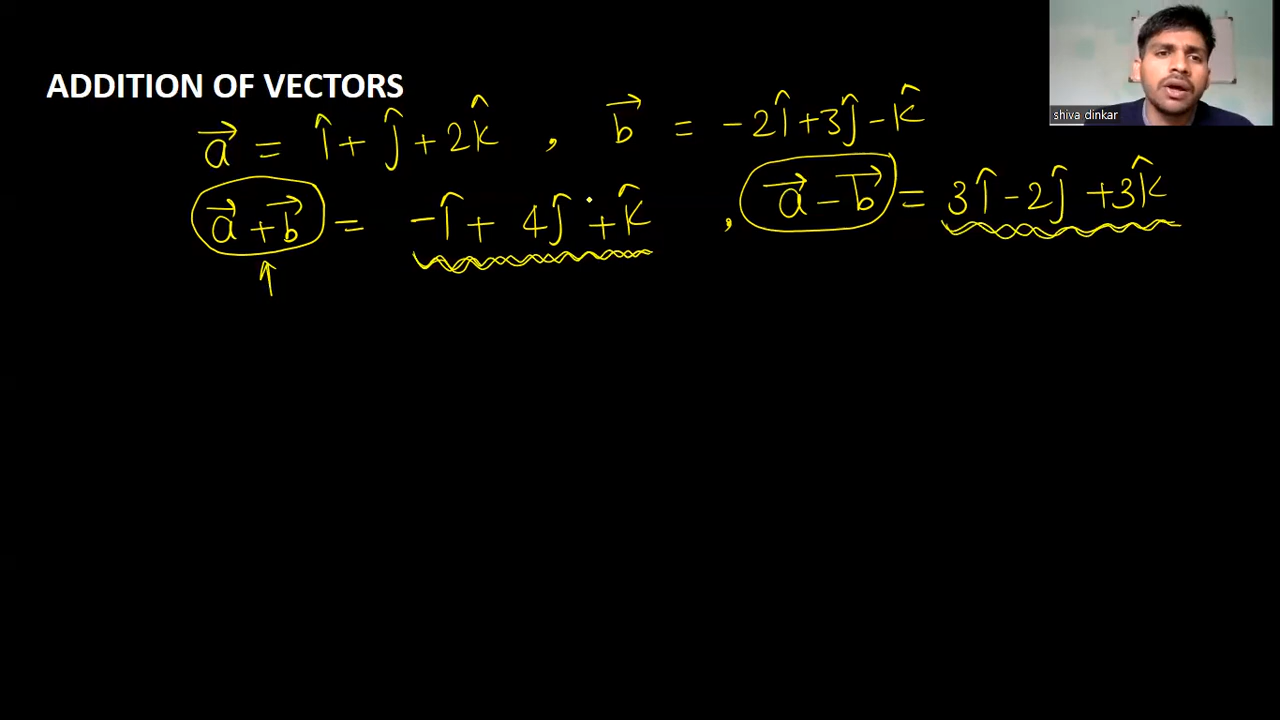 ADDITION OF VECTORS
shiva dinkar
a⃗ = î + ĵ + 2k̂ , b⃗ = -2î + 3ĵ - k̂
a⃗ + b⃗ = -î + 4ĵ + k̂ , a⃗ - b⃗ = 3î - 2ĵ + 3k̂